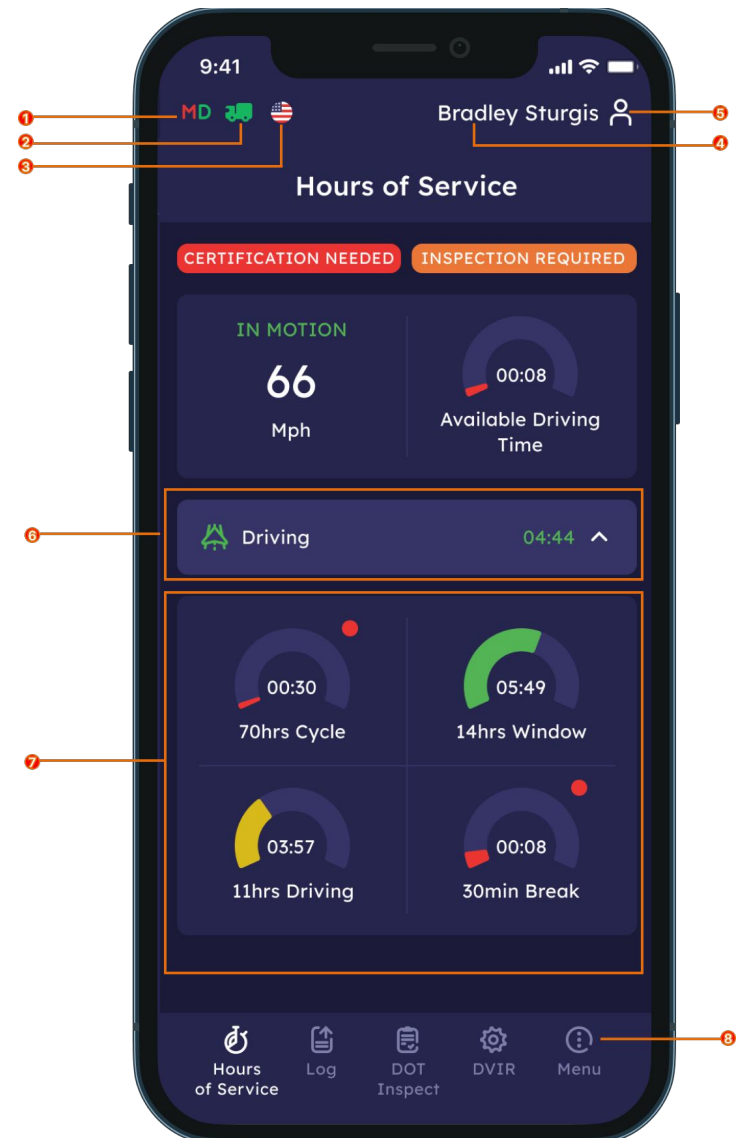 9:41
1
MD
Bradley Sturgis
5
2
4
3
Hours of Service
CERTIFICATION NEEDED
INSPECTION REQUIRED
IN MOTION
66
Mph
00:08
Available Driving
Time
6
Driving
04:44
00:30
70hrs Cycle
05:49
14hrs Window
7
03:57
11hrs Driving
00:08
30min Break
8
Hours
of Service
Log
DOT
Inspect
DVIR
Menu